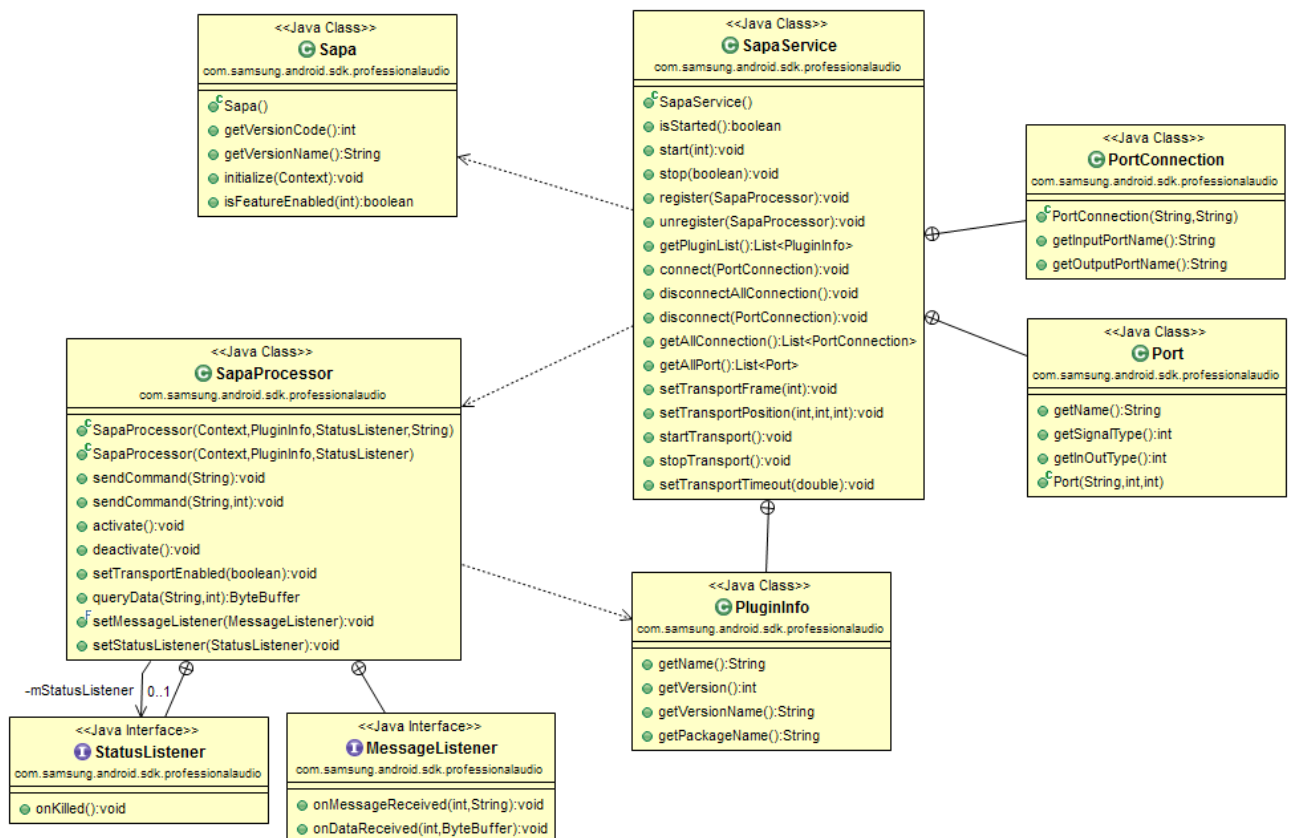 <<Java Class>>
Sapa
com.samsung.android.sdk.professionalaudio
Sapa()
getVersionCode():int
getVersionName():String
initialize(Context):void
isFeatureEnabled(int):boolean
<<Java Class>>
SapaService
com.samsung.android.sdk.professionalaudio
SapaService()
isStarted():boolean
start(int):void
stop(boolean):void
register(SapaProcessor):void
unregister(SapaProcessor):void
getPluginList():List<PluginInfo>
connect(PortConnection):void
disconnectAllConnection():void
disconnect(PortConnection):void
getAllConnection():List<PortConnection>
getAllPort():List<Port>
setTransportFrame(int):void
setTransportPosition(int,int,int):void
startTransport():void
stopTransport():void
setTransportTimeout(double):void
<<Java Class>>
PortConnection
com.samsung.android.sdk.professionalaudio
PortConnection(String,String)
getInputPortName():String
getOutputPortName():String
<<Java Class>>
Port
com.samsung.android.sdk.professionalaudio
getName():String
getSignalType():int
getInOutType():int
Port(String,int,int)
<<Java Class>>
SapaProcessor
com.samsung.android.sdk.professionalaudio
SapaProcessor(Context,PluginInfo,StatusListener,String)
SapaProcessor(Context,PluginInfo,StatusListener)
sendCommand(String):void
sendCommand(String,int):void
activate():void
deactivate():void
setTransportEnabled(boolean):void
queryData(String,int):ByteBuffer
setMessageListener(MessageListener):void
setStatusListener(StatusListener):void
<<Java Class>>
PluginInfo
com.samsung.android.sdk.professionalaudio
getName():String
getVersion():int
getVersionName():String
getPackageName():String
-mStatusListener
0..1
<<Java Interface>>
StatusListener
com.samsung.android.sdk.professionalaudio
onKilled():void
<<Java Interface>>
MessageListener
com.samsung.android.sdk.professionalaudio
onMessageReceived(int,String):void
onDataReceived(int,ByteBuffer):void